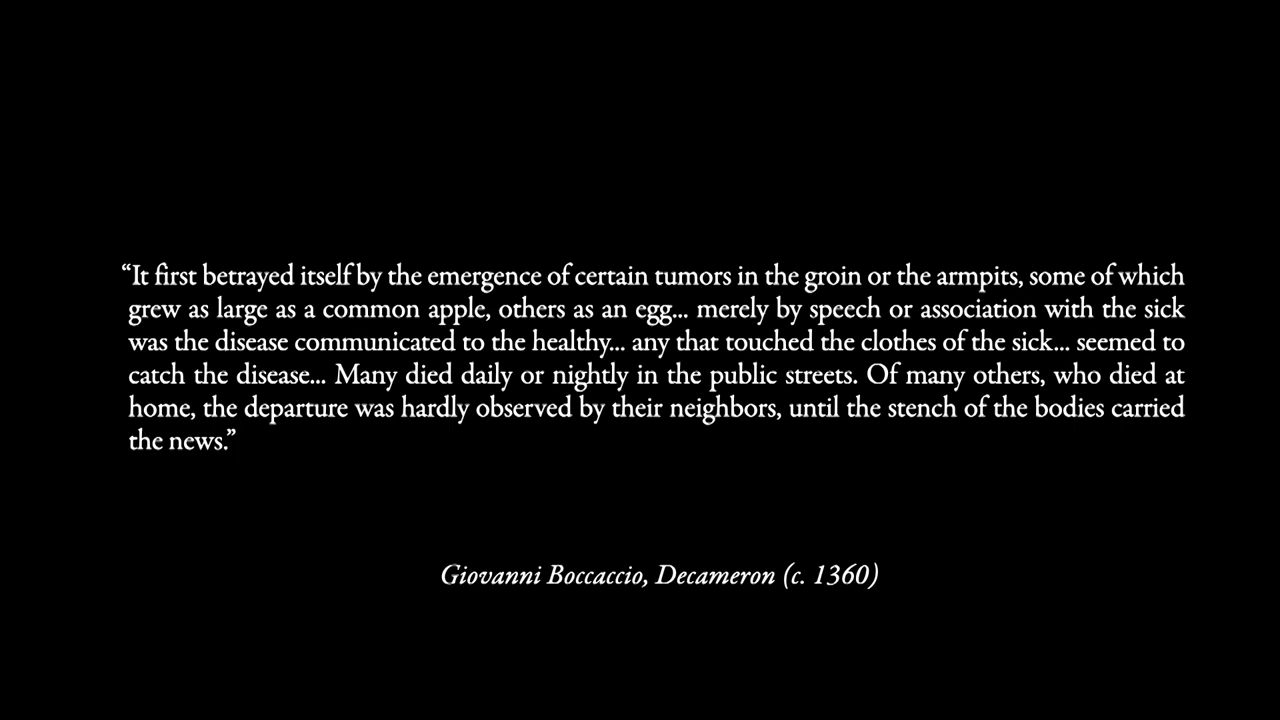 “It first betrayed itself by the emergence of certain tumors in the groin or the armpits, some of which
grew as large as a common apple, others as an egg... merely by speech or association with the sick
was the disease communicated to the healthy... any that touched the clothes of the sick... seemed to
catch the disease... Many died daily or nightly in the public streets. Of many others, who died at
home, the departure was hardly observed by their neighbors, until the stench of the bodies carried
the news.”
Giovanni Boccaccio, Decameron (c. 1360)